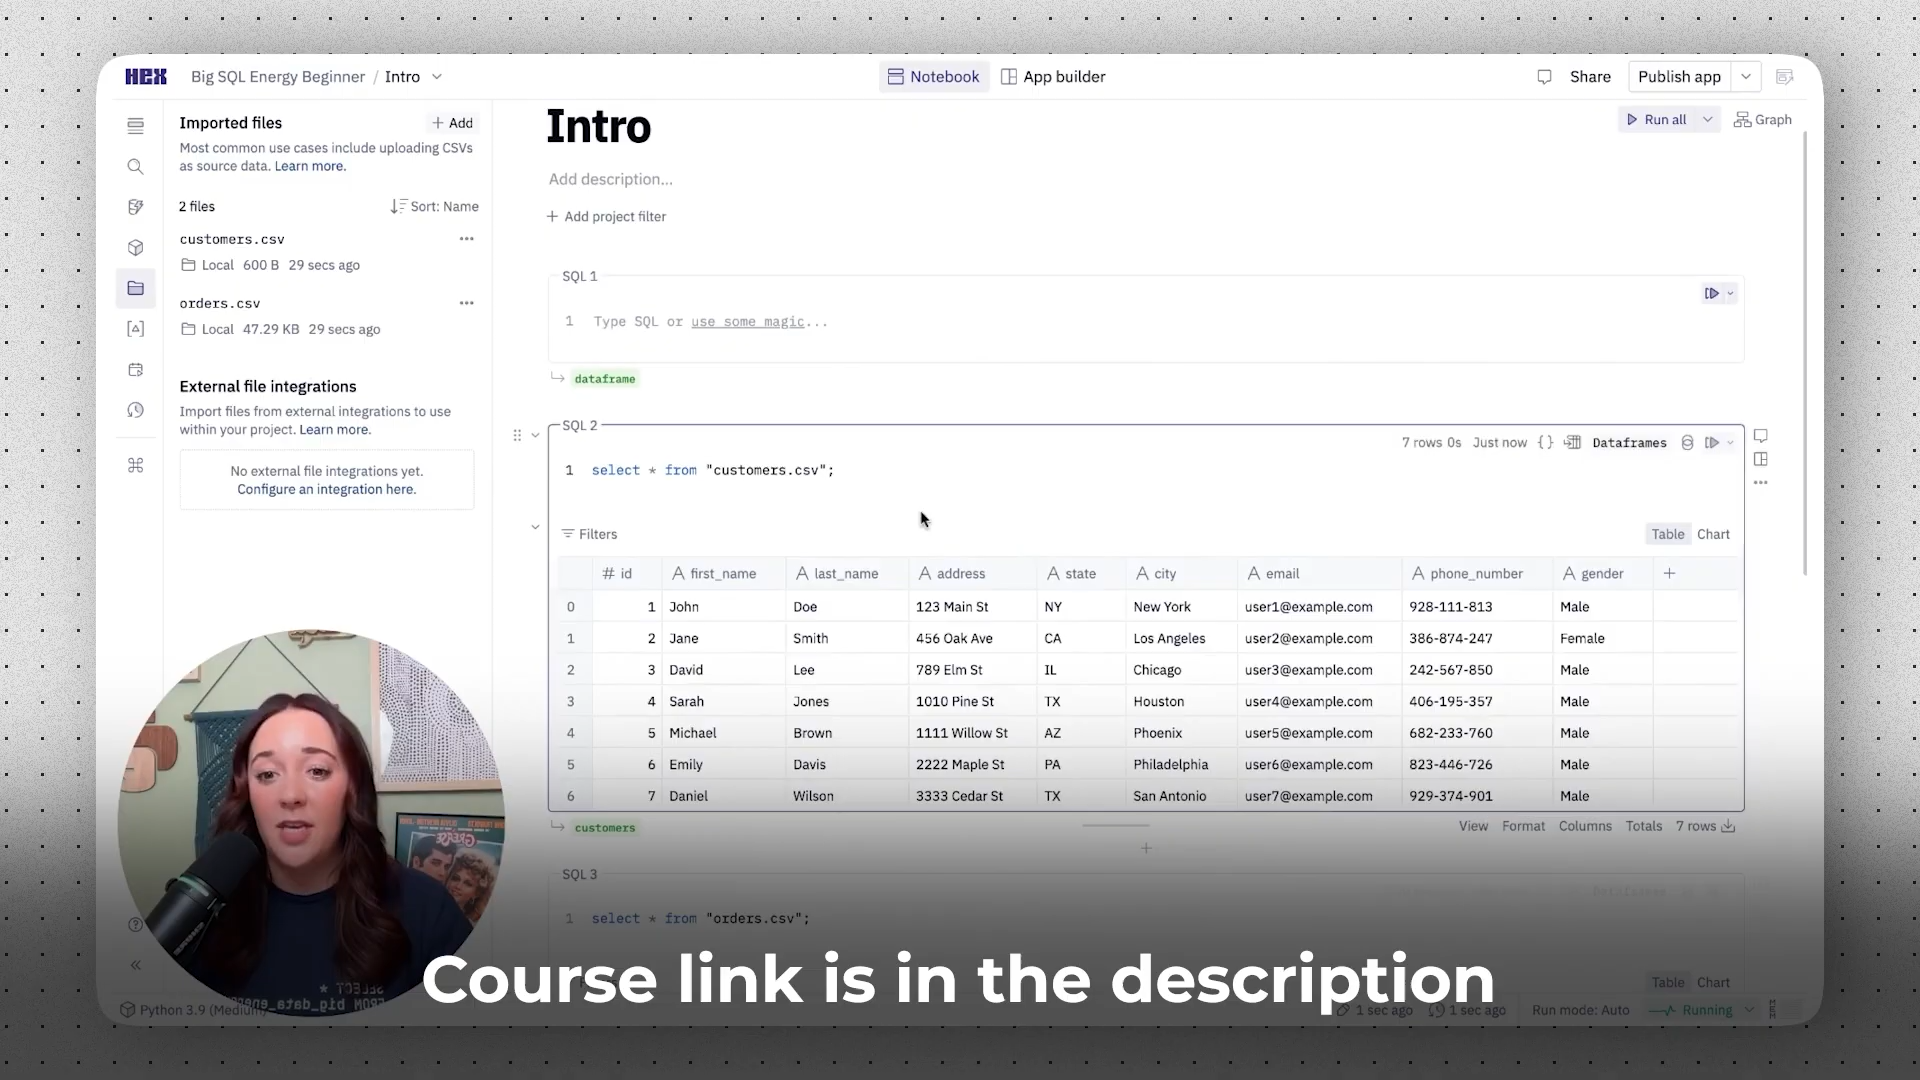 HEX
Big SQL Energy Beginner / Intro
Notebook
App builder
Share
Publish app
Imported files
+ Add
Most common use cases include uploading CSVs
as source data. Learn more.
2 files
Sort: Name
customers.csv
Local 600 B 29 secs ago
orders.csv
Local 47.29 KB 29 secs ago
External file integrations
Import files from external integrations to use
within your project. Learn more.
No external file integrations yet.
Configure an integration here.
Intro
Run all
Graph
Add description...
+ Add project filter
SQL 1
1 Type SQL or use some magic...
dataframe
SQL 2
7 rows 0s Just now {} Dataframes
1 select * from "customers.csv";
Filters
Table Chart
# id A first_name A last_name A address A state A city A email A phone_number A gender +
0 1 John Doe 123 Main St NY New York user1@example.com 928-111-813 Male
1 2 Jane Smith 456 Oak Ave CA Los Angeles user2@example.com 386-874-247 Female
2 3 David Lee 789 Elm St IL Chicago user3@example.com 242-567-850 Male
3 4 Sarah Jones 1010 Pine St TX Houston user4@example.com 406-195-357 Male
4 5 Michael Brown 1111 Willow St AZ Phoenix user5@example.com 682-233-760 Male
5 6 Emily Davis 2222 Maple St PA Philadelphia user6@example.com 823-446-726 Male
6 7 Daniel Wilson 3333 Cedar St TX San Antonio user7@example.com 929-374-901 Male
customers
View Format Columns Totals 7 rows
SQL 3
Dataframes
1 select * from "orders.csv";
GREASE
Course link is in the description
Table Chart
SELECT *
FROM big_data_ener
Python 3.9 (Medium)
1 sec ago
1 sec ago
Run mode: Auto
Running